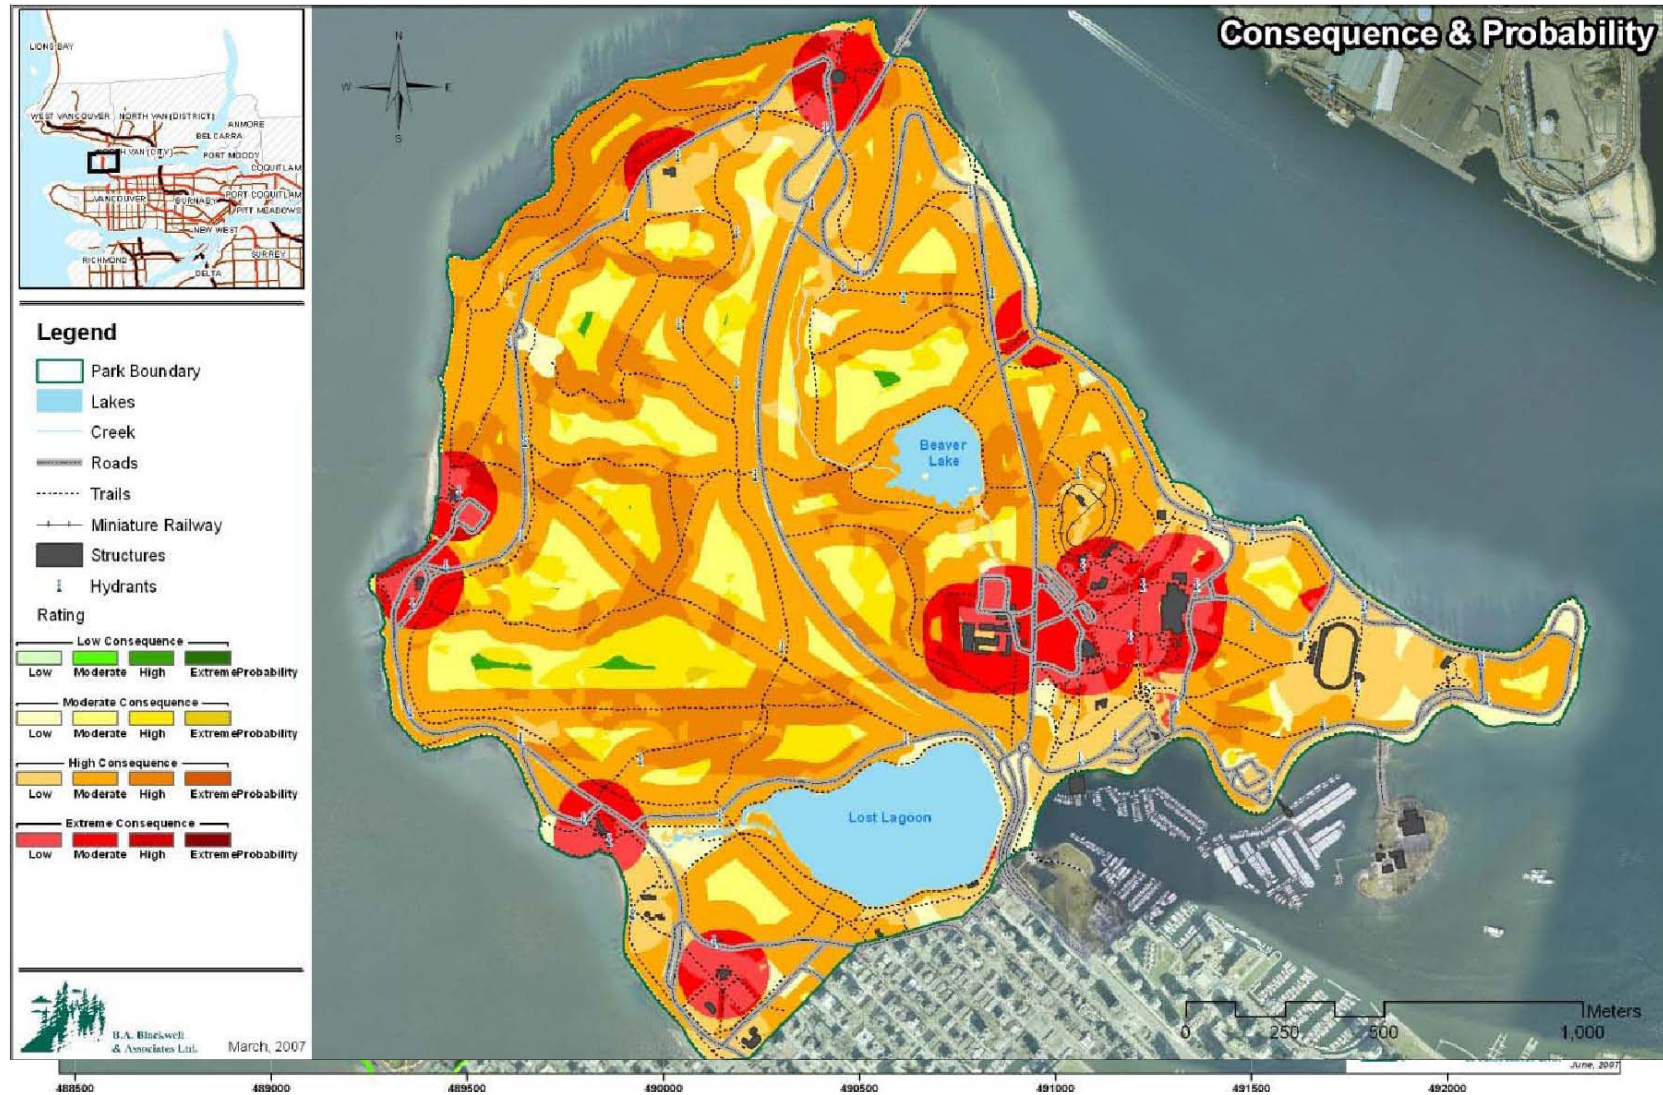 Consequence & Probability
LIONS BAY
WEST VANCOUVER
NORTH VAN(DISTRICT)
ANMORE
BELCARRA
NORTH VAN(CITY)
PORT MOODY
COQUITLAM
VANCOUVER
BURNABY
PORT COQUITLAM
PITT MEADOWS
NEW WEST
RICHMOND
SURREY
DELTA
N
W E
S
Legend
Park Boundary
Lakes
Creek
Roads
Trails
Miniature Railway
Structures
Hydrants
Rating
Low Consequence
Low Moderate High Extreme Probability
Moderate Consequence
Low Moderate High Extreme Probability
High Consequence
Low Moderate High Extreme Probability
Extreme Consequence
Low Moderate High Extreme Probability
B.A. Blackwell
& Associates Ltd.
March, 2007
Beaver
Lake
Lost Lagoon
Meters
0 250 500 1,000
June, 2007
488500 489000 489500 490000 490500 491000 491500 492000